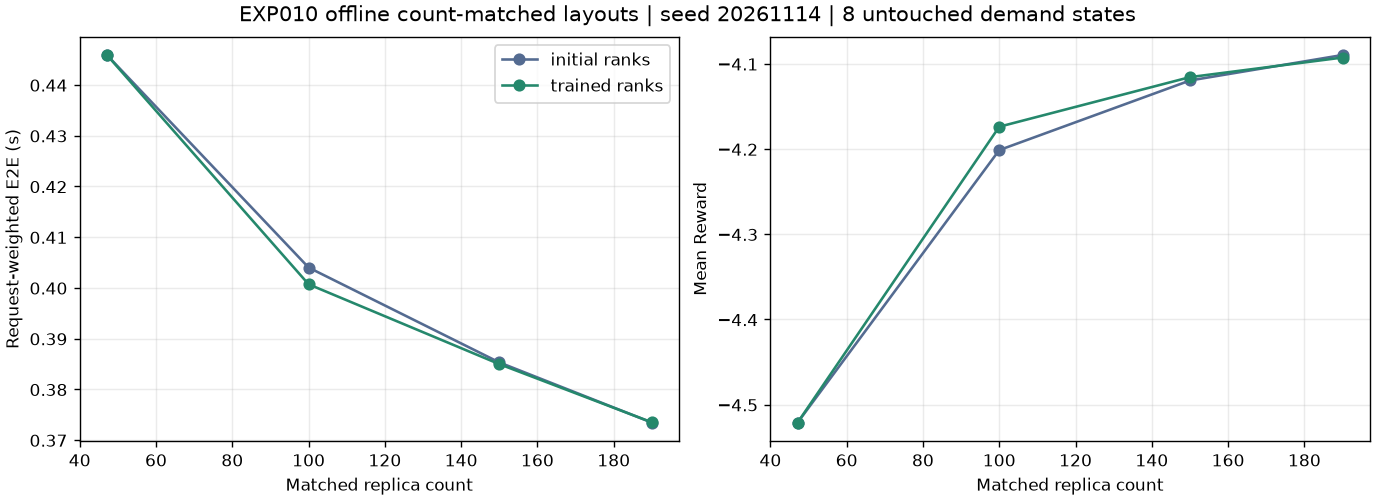 EXP010 offline count-matched layouts | seed 20261114 | 8 untouched demand states
Request-weighted E2E (s)
0.44
0.43
0.42
0.41
0.40
0.39
0.38
0.37
initial ranks
trained ranks
40 60 80 100 120 140 160 180
Matched replica count
Mean Reward
−4.1
−4.2
−4.3
−4.4
−4.5
40 60 80 100 120 140 160 180
Matched replica count